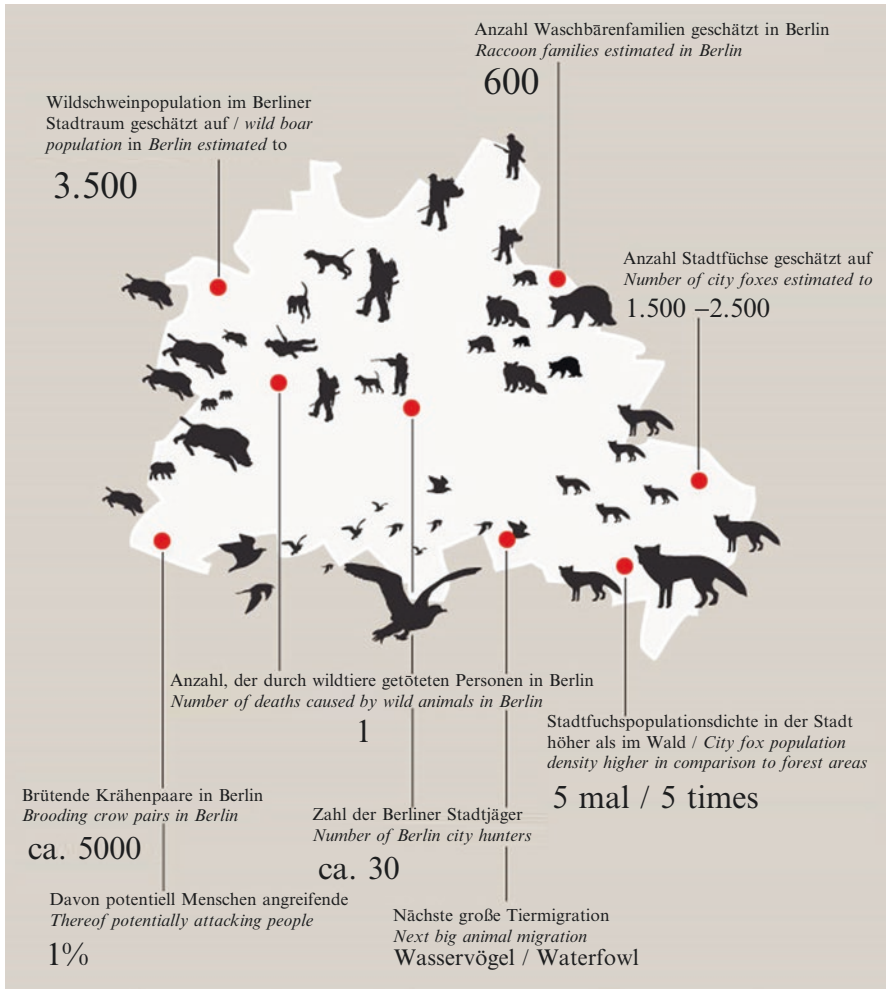 Anzahl Waschbärenfamilien geschätzt in Berlin
Raccoon families estimated in Berlin
600
Wildschweinpopulation im Berliner
Stadtraum geschätzt auf / wild boar
population in Berlin estimated to
3.500
Anzahl Stadtfüchse geschätzt auf
Number of city foxes estimated to
1.500 –2.500
Anzahl, der durch wildtiere getöteten Personen in Berlin
Number of deaths caused by wild animals in Berlin
1
Stadtfuchspopulationsdichte in der Stadt
höher als im Wald / City fox population
density higher in comparison to forest areas
5 mal / 5 times
Brütende Krähenpaare in Berlin
Brooding crow pairs in Berlin
ca. 5000
Zahl der Berliner Stadtjäger
Number of Berlin city hunters
ca. 30
Davon potentiell Menschen angreifende
Thereof potentially attacking people
1%
Nächste große Tiermigration
Next big animal migration
Wasservögel / Waterfowl